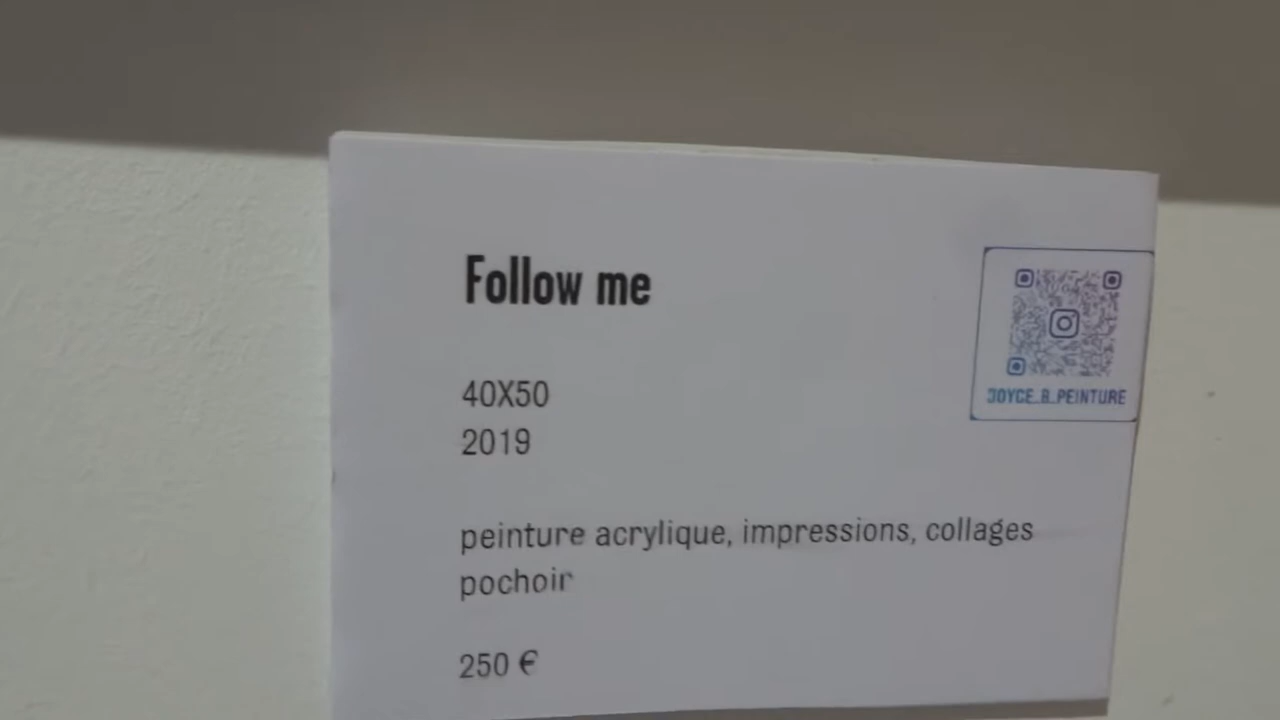 Follow me
JOYCE_B_PEINTURE
40X50
2019
peinture acrylique, impressions, collages
pochoir
250 €